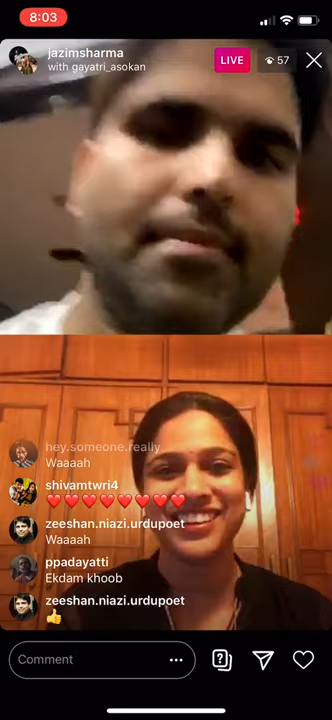 8:03
jazimsharma
with gayatri_asokan
LIVE
57
hey.someone.really
Waaaah
shivamtwri4
❤️❤️❤️❤️❤️❤️❤️❤️
zeeshan.niazi.urdupoet
Waaaah
ppadayatti
Ekdam khoob
zeeshan.niazi.urdupoet
👍
Comment